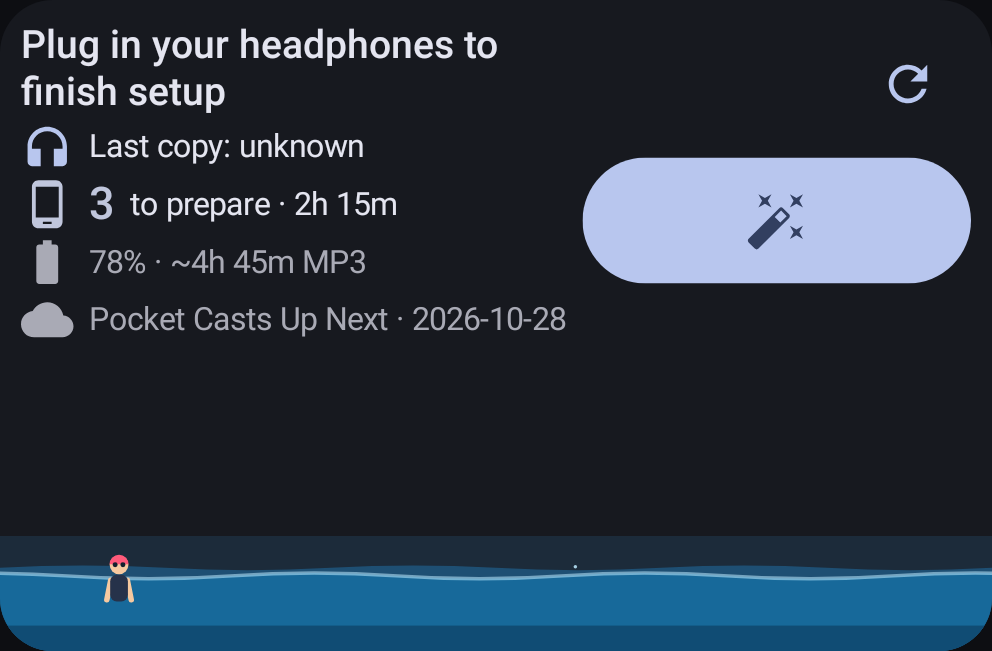 Plug in your headphones to
finish setup
Last copy: unknown
3 to prepare · 2h 15m
78% · ~4h 45m MP3
Pocket Casts Up Next · 2026-10-28